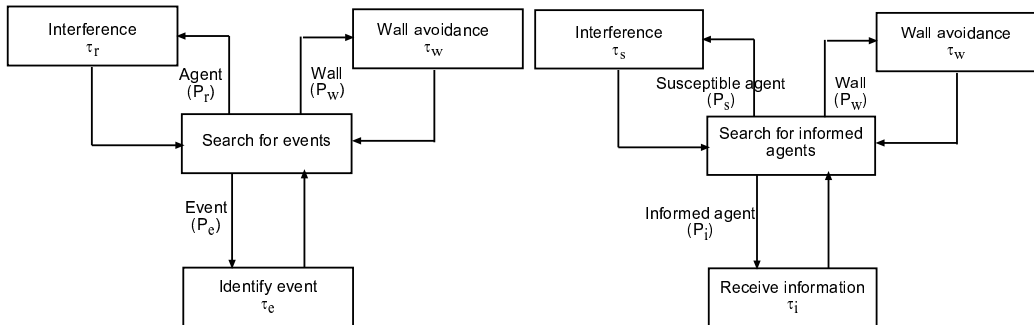 Interference
τr
Wall avoidance
τw
Agent
(Pr)
Wall
(Pw)
Search for events
Event
(Pe)
Identify event
τe
Interference
τs
Wall avoidance
τw
Susceptible agent
(Ps)
Wall
(Pw)
Search for informed
agents
Informed agent
(Pi)
Receive information
τi